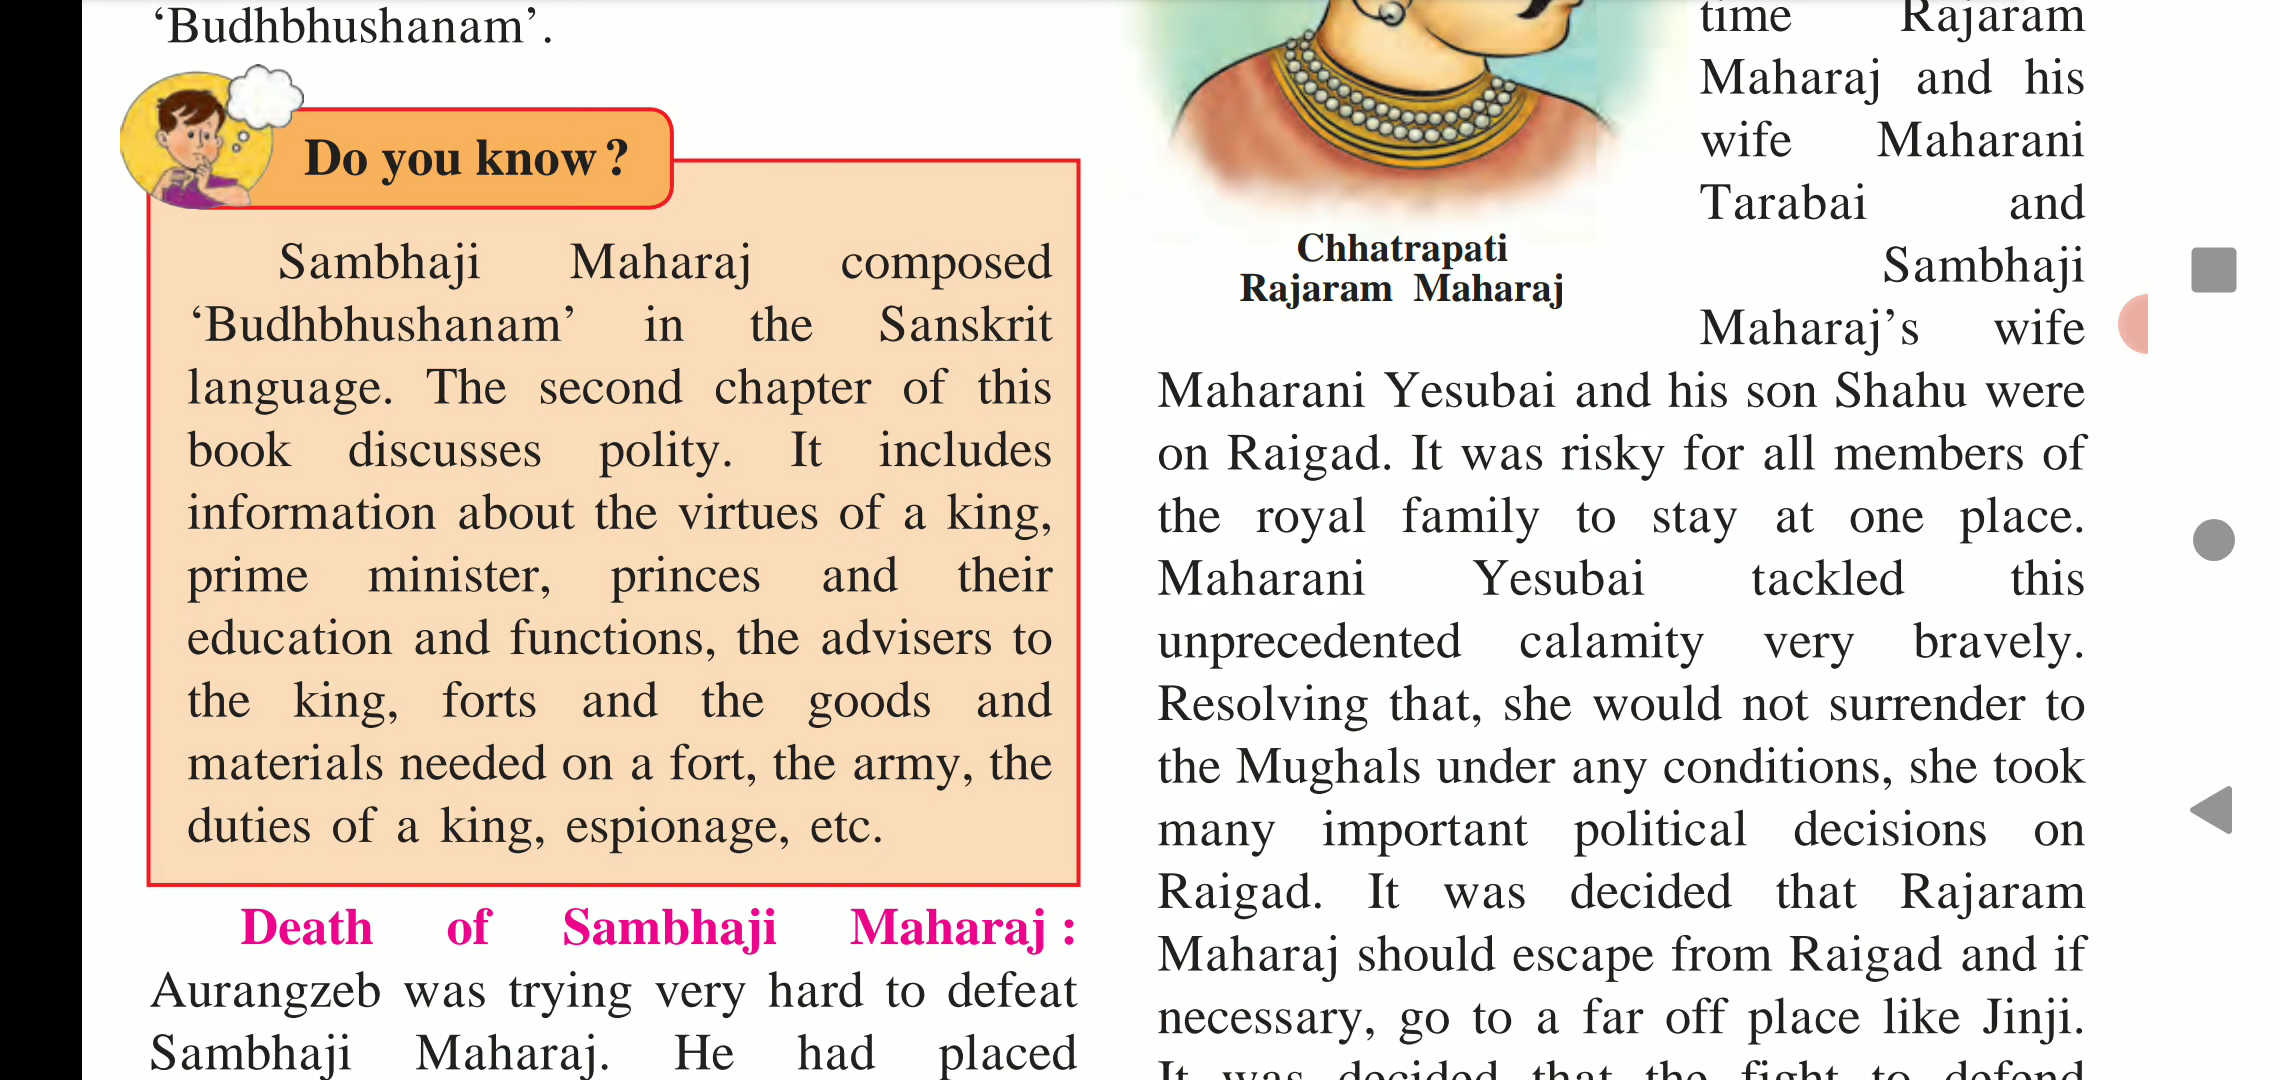 ‘Budhbhushanam’.
Do you know?
Sambhaji Maharaj composed
‘Budhbhushanam’ in the Sanskrit
language. The second chapter of this
book discusses polity. It includes
information about the virtues of a king,
prime minister, princes and their
education and functions, the advisers to
the king, forts and the goods and
materials needed on a fort, the army, the
duties of a king, espionage, etc.
Death of Sambhaji Maharaj :
Aurangzeb was trying very hard to defeat
Sambhaji Maharaj. He had placed
Chhatrapati
Rajaram Maharaj
time Rajaram
Maharaj and his
wife Maharani
Tarabai and
Sambhaji
Maharaj’s wife
Maharani Yesubai and his son Shahu were
on Raigad. It was risky for all members of
the royal family to stay at one place.
Maharani Yesubai tackled this
unprecedented calamity very bravely.
Resolving that, she would not surrender to
the Mughals under any conditions, she took
many important political decisions on
Raigad. It was decided that Rajaram
Maharaj should escape from Raigad and if
necessary, go to a far off place like Jinji.
It was decided that the fight to defend